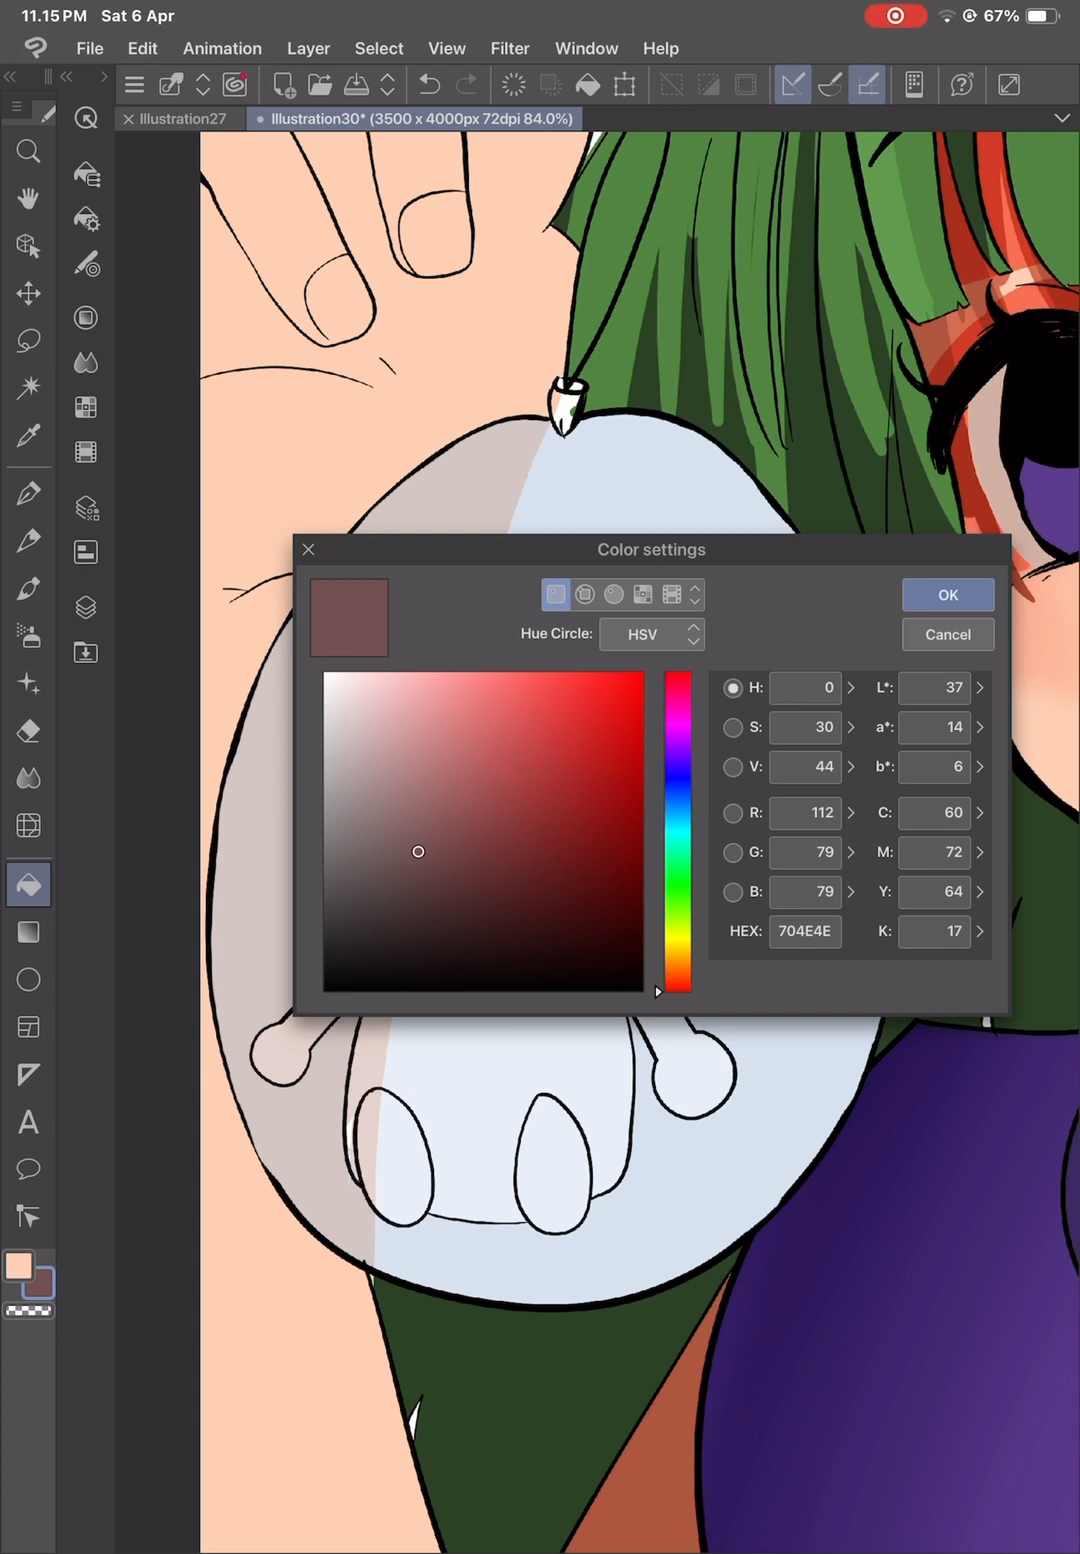 11.15 PM Sat 6 Apr
67%
File Edit Animation Layer Select View Filter Window Help
Illustration27
Illustration30* (3500 x 4000px 72dpi 84.0%)
Color settings
OK
Hue Circle: HSV
Cancel
H: 0 L*: 37
S: 30 a*: 14
V: 44 b*: 6
R: 112 C: 60
G: 79 M: 72
B: 79 Y: 64
HEX: 704E4E K: 17
A